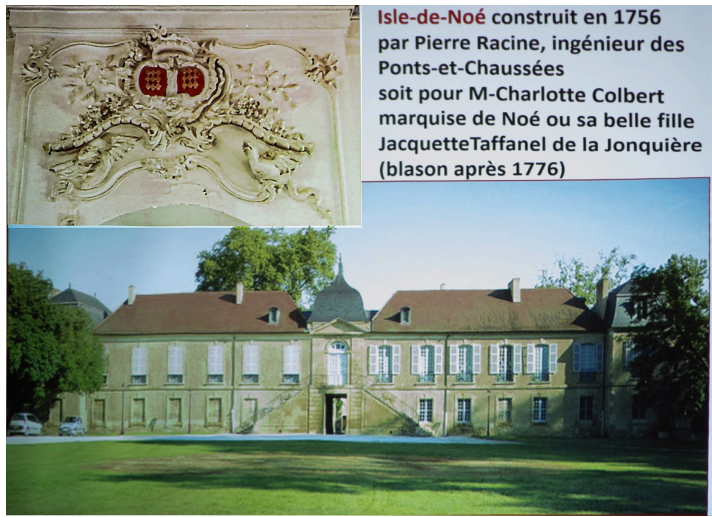 Isle-de-Noé construit en 1756
par Pierre Racine, ingénieur des
Ponts-et-Chaussées
soit pour M-Charlotte Colbert
marquise de Noé ou sa belle fille
JacquetteTaffanel de la Jonquière
(blason après 1776)